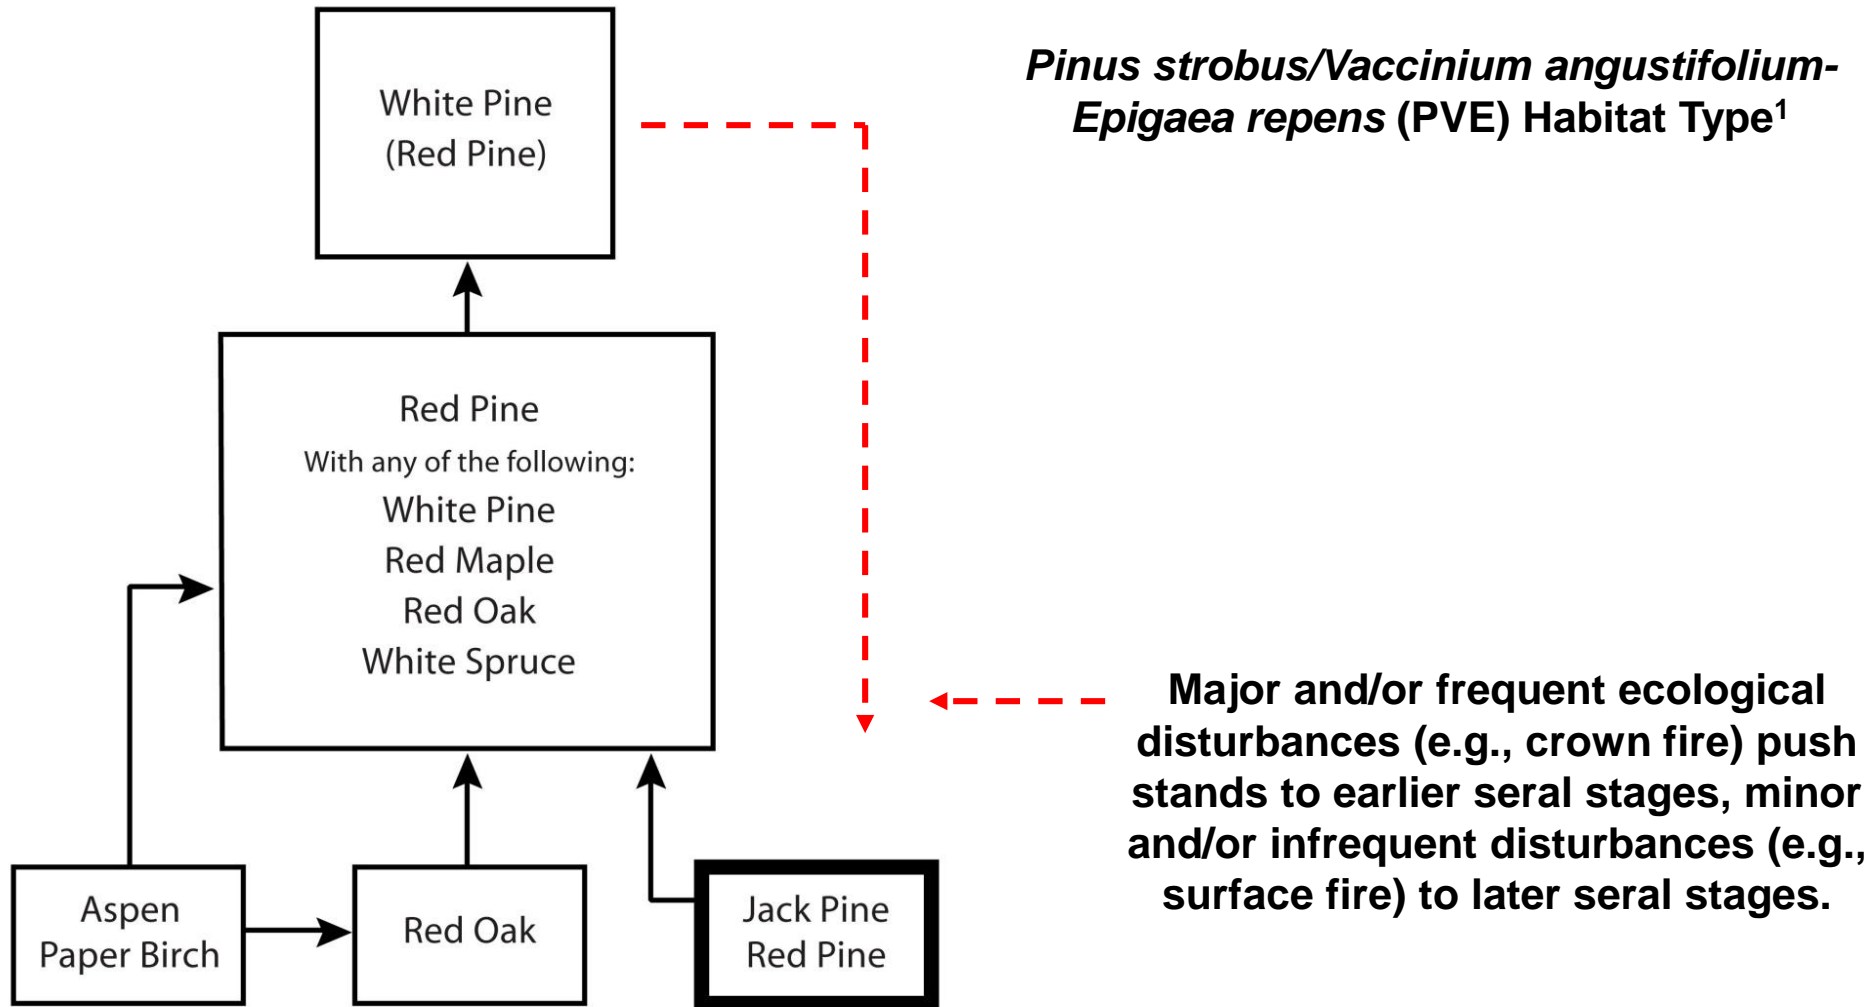 White Pine
(Red Pine)
Pinus strobus/Vaccinium angustifolium-
Epigaea repens (PVE) Habitat Type¹
Red Pine
With any of the following:
White Pine
Red Maple
Red Oak
White Spruce
Major and/or frequent ecological
disturbances (e.g., crown fire) push
stands to earlier seral stages, minor
and/or infrequent disturbances (e.g.,
surface fire) to later seral stages.
Aspen
Paper Birch
Red Oak
Jack Pine
Red Pine